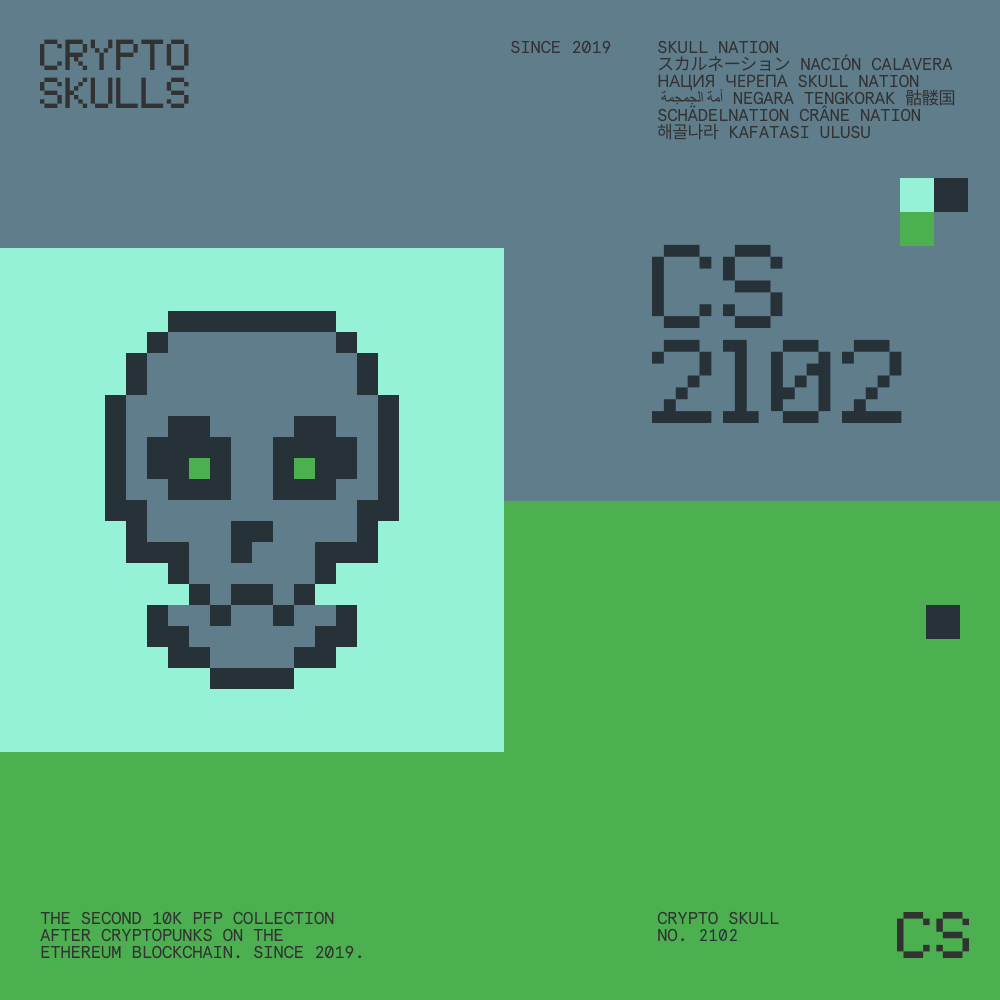 CRYPTO
SKULLS
SINCE 2019
SKULL NATION
スカルネーション NACIÓN CALAVERA
НАЦИЯ ЧЕРЕПА SKULL NATION
أمة الجمجمة NEGARA TENGKORAK 骷髅国
SCHÄDELNATION CRÂNE NATION
해골나라 KAFATASI ULUSU
CS
2102
THE SECOND 10K PFP COLLECTION
AFTER CRYPTOPUNKS ON THE
ETHEREUM BLOCKCHAIN. SINCE 2019.
CRYPTO SKULL
NO. 2102
CS